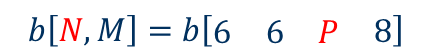 b[N, M] = b[6 6 P 8]